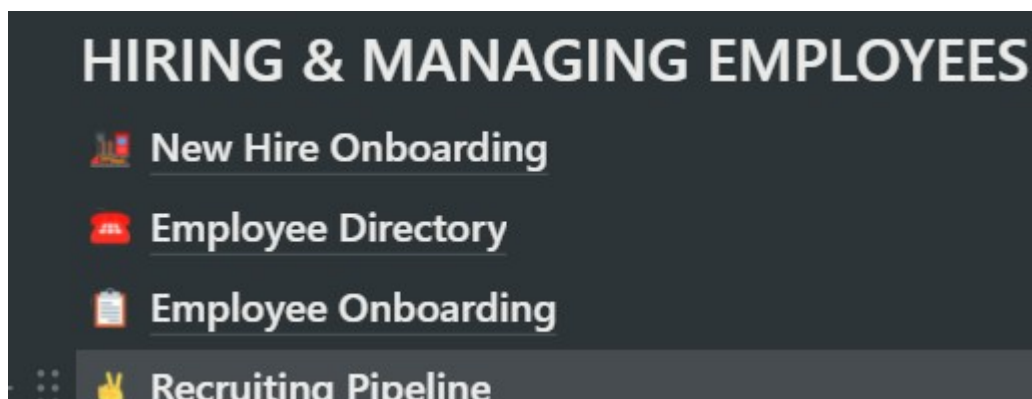 HIRING & MANAGING EMPLOYEES
New Hire Onboarding
Employee Directory
Employee Onboarding
Recruiting Pipeline